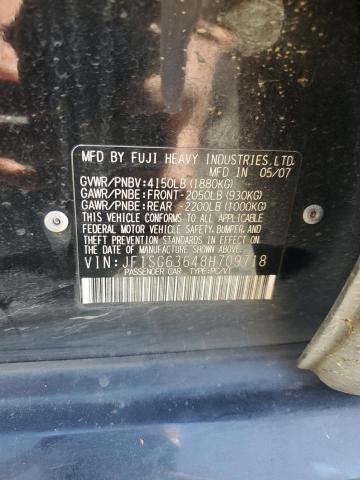 MFD BY FUJI HEAVY INDUSTRIES, LTD.
MFD IN 05/07
GVWR/PNBV:4150LB(1880KG)
GAWR/PNBE:FRONT-2050LB(930KG)
GAWR/PNBE:REAR -2200LB(1000KG)
THIS VEHICLE CONFORMS TO ALL APPLICABLE
FEDERAL MOTOR VEHICLE SAFETY AND THEFT
PREVENTION STANDARDS IN EFFECT ON THE DATE
OF MANUFACTURE SHOWN ABOVE.
VIN:JF1SG63648H709718
PASSENGER CAR TYPE:PC/VT